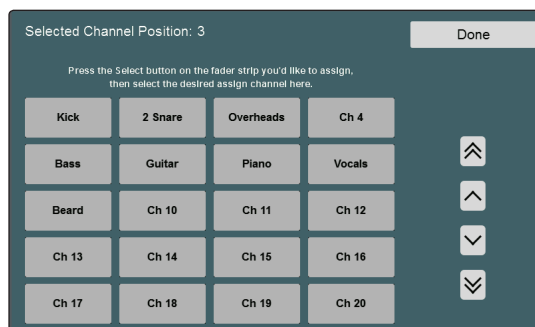 Selected Channel Position: 3
Done
Press the Select button on the fader strip you'd like to assign,
then select the desired assign channel here.
Kick 2 Snare Overheads Ch 4
Bass Guitar Piano Vocals
Beard Ch 10 Ch 11 Ch 12
Ch 13 Ch 14 Ch 15 Ch 16
Ch 17 Ch 18 Ch 19 Ch 20